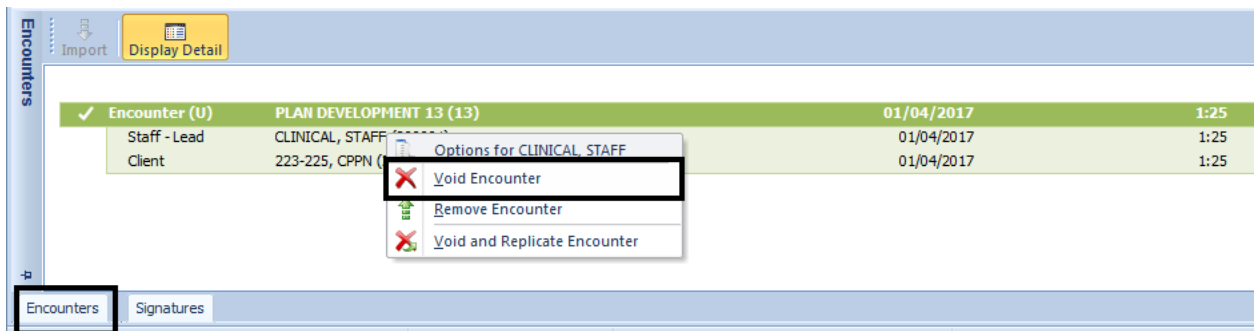 Encounters
Import
Display Detail
Encounter (U) PLAN DEVELOPMENT 13 (13) 01/04/2017 1:25
Staff - Lead CLINICAL, STAFF 01/04/2017 1:25
Client 223-225, CPPN ( 01/04/2017 1:25
Options for CLINICAL, STAFF
Void Encounter
Remove Encounter
Void and Replicate Encounter
Encounters
Signatures